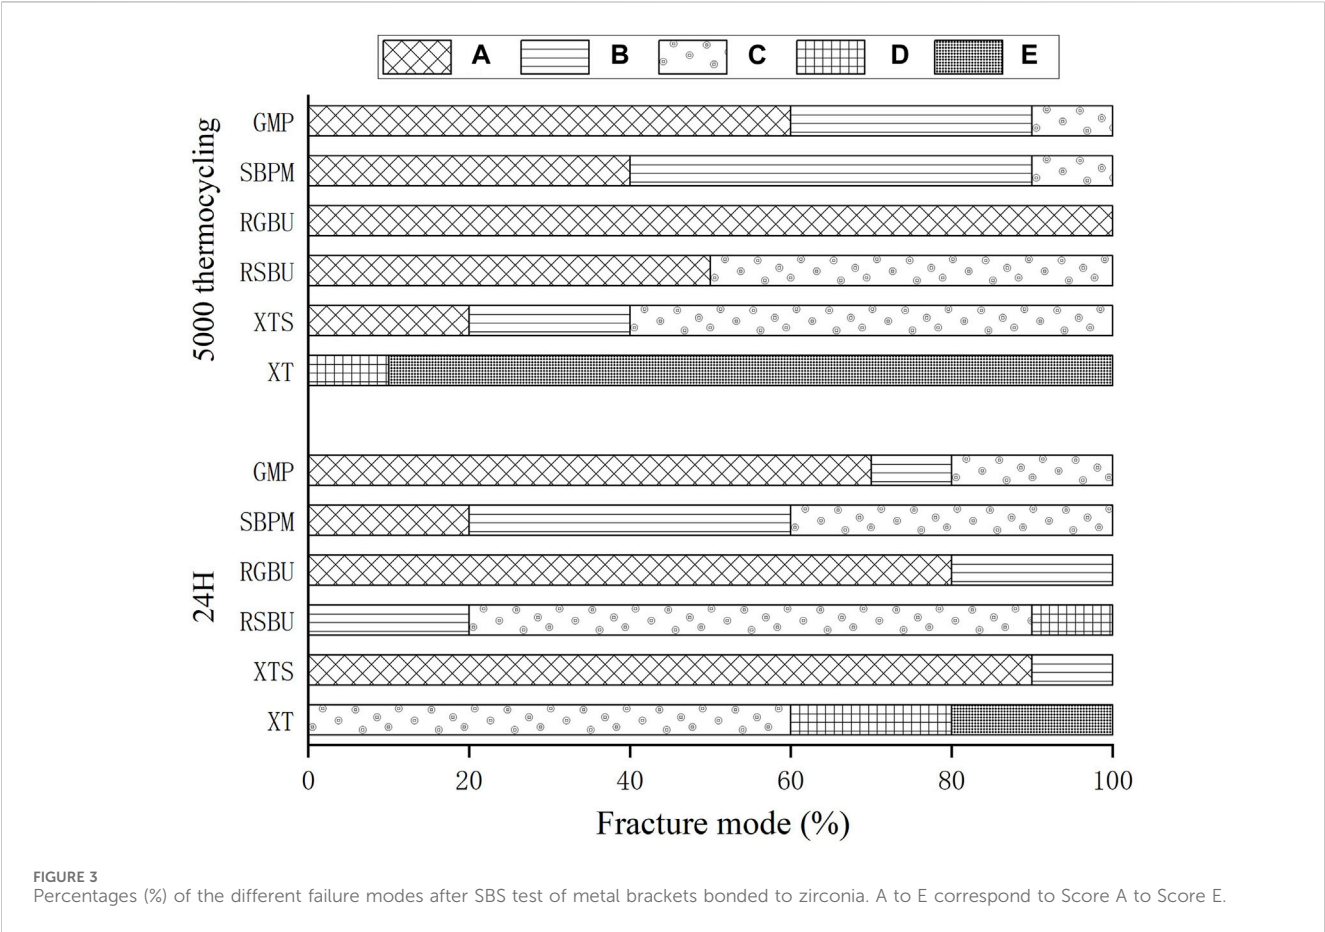 A B C D E
5000 thermocycling
GMP
SBPM
RGBU
RSBU
XTS
XT
24H
GMP
SBPM
RGBU
RSBU
XTS
XT
0 20 40 60 80 100
Fracture mode (%)
FIGURE 3
Percentages (%) of the different failure modes after SBS test of metal brackets bonded to zirconia. A to E correspond to Score A to Score E.